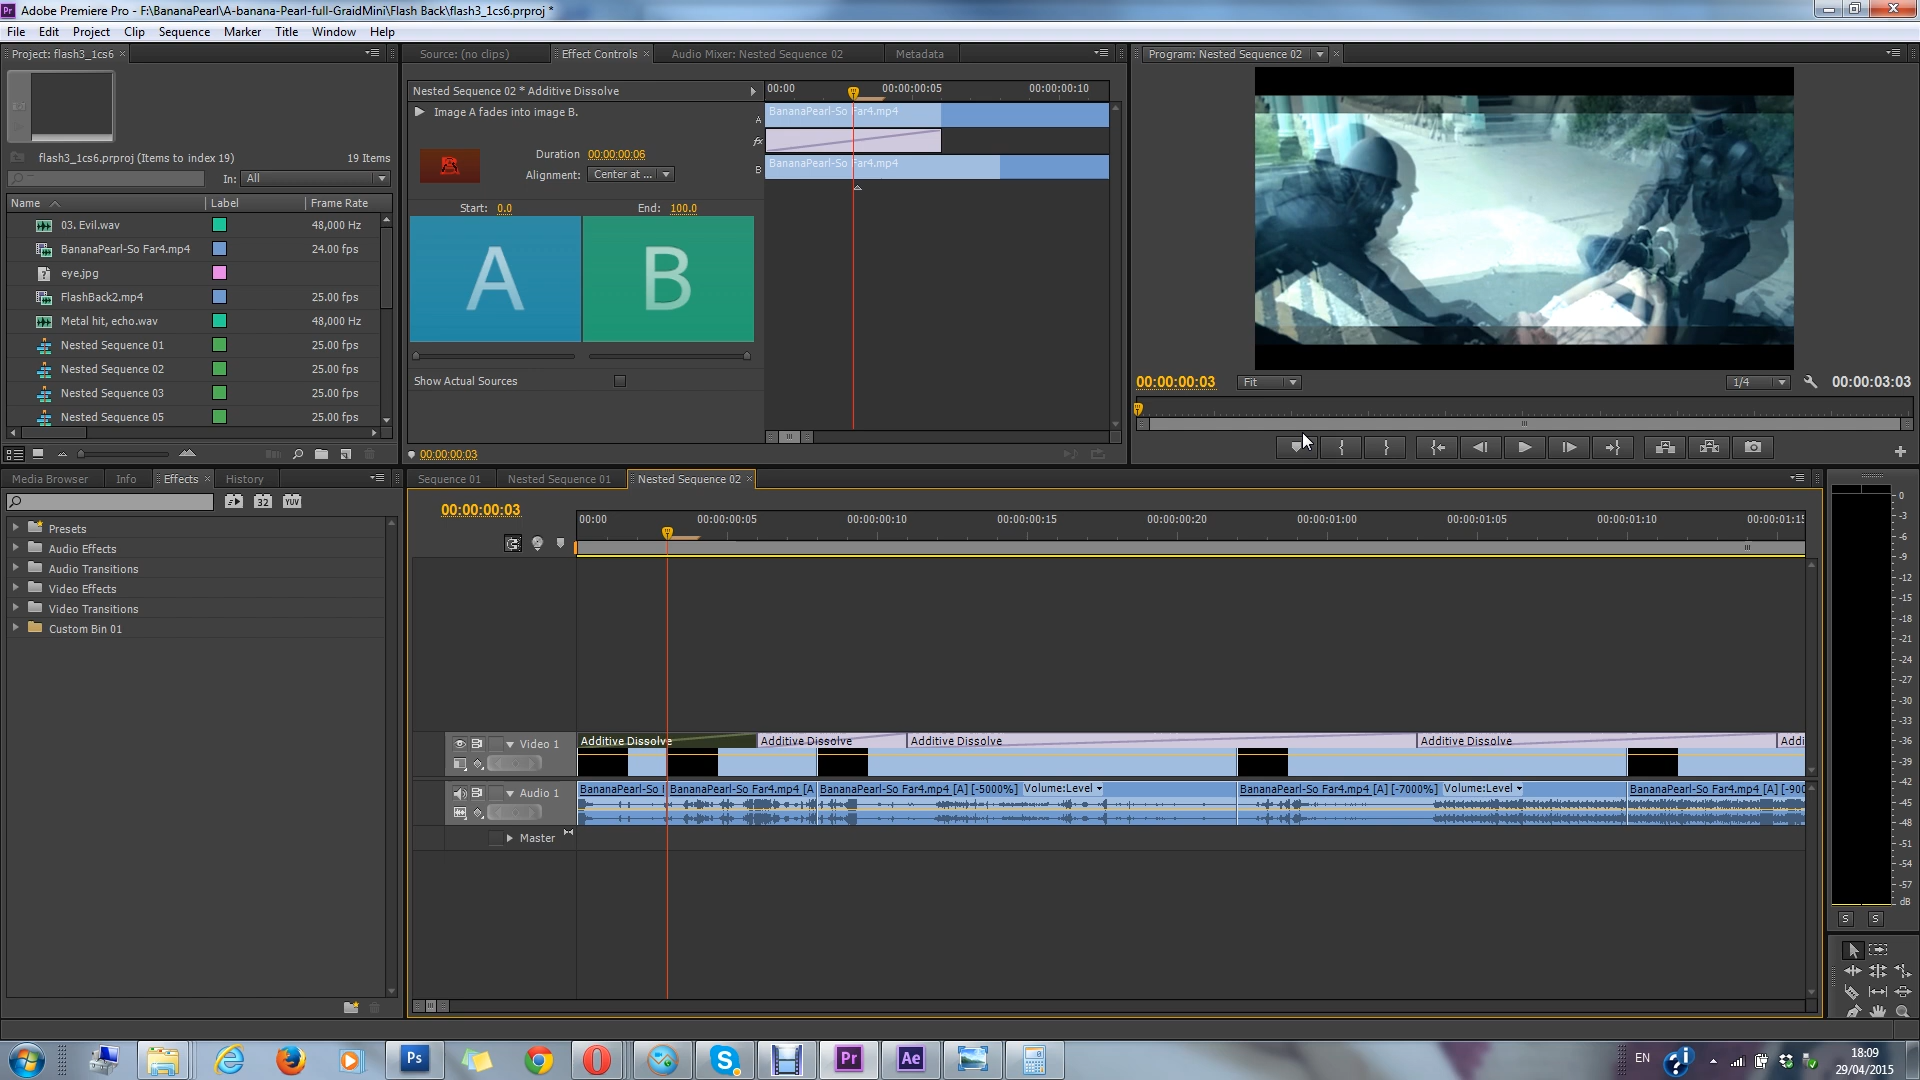 Adobe Premiere Pro - F:\BananaPearl\A-banana-Pearl-full-GraidMini\Flash Back\flash3_1cs6.prproj *
File Edit Project Clip Sequence Marker Title Window Help
Project: flash3_1cs6
flash3_1cs6.prproj (Items to index 19)
19 Items
In: All
Name Label Frame Rate
03. Evil.wav 48,000 Hz
BananaPearl-So Far4.mp4 24.00 fps
eye.jpg
FlashBack2.mp4 25.00 fps
Metal hit, echo.wav 48,000 Hz
Nested Sequence 01 25.00 fps
Nested Sequence 02 25.00 fps
Nested Sequence 03 25.00 fps
Nested Sequence 05 25.00 fps
Source: (no clips) Effect Controls Audio Mixer: Nested Sequence 02 Metadata
Nested Sequence 02 * Additive Dissolve
Image A fades into image B.
Duration 00:00:00:06
Alignment: Center at ...
Start: 0.0 End: 100.0
A B
Show Actual Sources
00:00 00:00:00:05 00:00:00:10
A BananaPearl-So Far4.mp4
fx
B BananaPearl-So Far4.mp4
00:00:00:03
Program: Nested Sequence 02
00:00:00:03 Fit 1/4 00:00:03:03
Media Browser Info Effects History
32 YUV
Presets
Audio Effects
Audio Transitions
Video Effects
Video Transitions
Custom Bin 01
Sequence 01 Nested Sequence 01 Nested Sequence 02
00:00:00:03
00:00 00:00:00:05 00:00:00:10 00:00:00:15 00:00:00:20 00:00:01:00 00:00:01:05 00:00:01:10 00:00:01:15
Video 1
Additive Dissolve Additive Dissolve Additive Dissolve Additive Dissolve Addi
Audio 1
BananaPearl-So BananaPearl-So Far4.mp4 [A BananaPearl-So Far4.mp4 [A] [-5000%] Volume:Level BananaPearl-So Far4.mp4 [A] [-7000%] Volume:Level BananaPearl-So Far4.mp4 [A] [-900
Master
0
-3
-6
-9
-12
-15
-18
-21
-24
-27
-30
-33
-36
-39
-42
-45
-48
-51
-54
-57
dB
S S
Ps Pr Ae
EN
18:09
29/04/2015